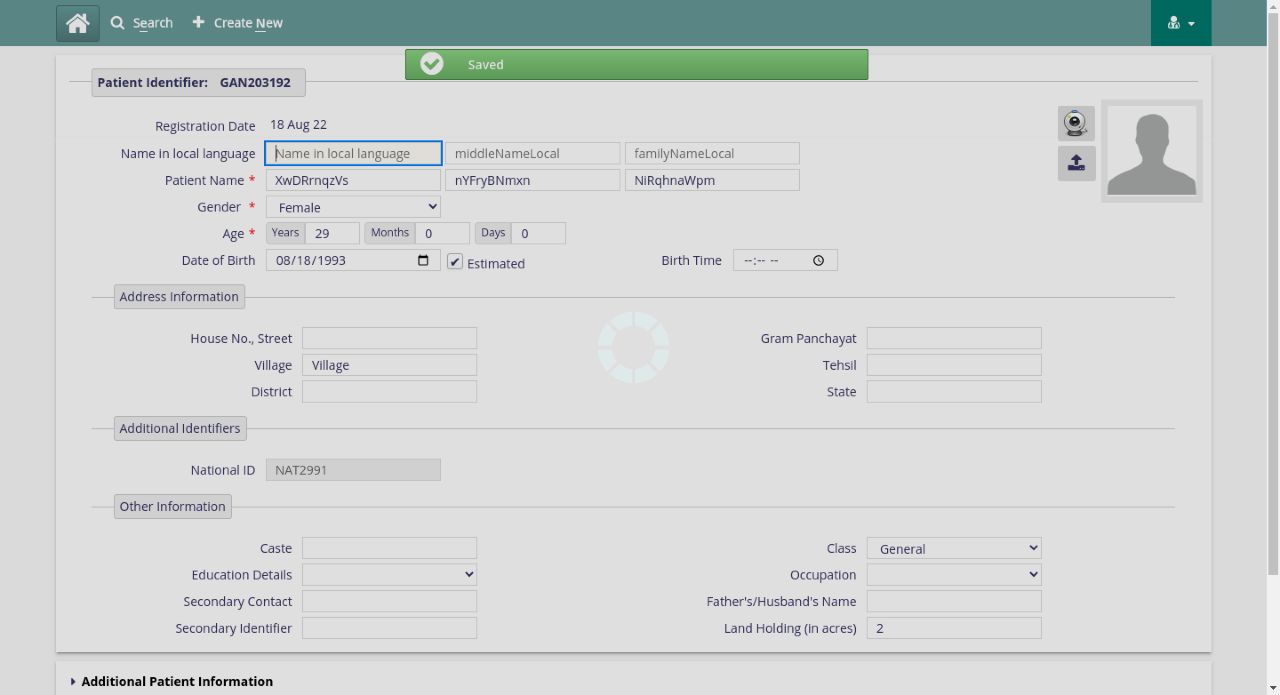 Search Create New
Saved
Patient Identifier: GAN203192
Registration Date 18 Aug 22
Name in local language Name in local language middleNameLocal familyNameLocal
Patient Name * XwDRrnqzVs nYFryBNmxn NiRqhnaWpm
Gender * Female
Age * Years 29 Months 0 Days 0
Date of Birth 08/18/1993 Estimated Birth Time --:-- --
Address Information
House No., Street Gram Panchayat
Village Village Tehsil
District State
Additional Identifiers
National ID NAT2991
Other Information
Caste Class General
Education Details Occupation
Secondary Contact Father's/Husband's Name
Secondary Identifier Land Holding (in acres) 2
Additional Patient Information